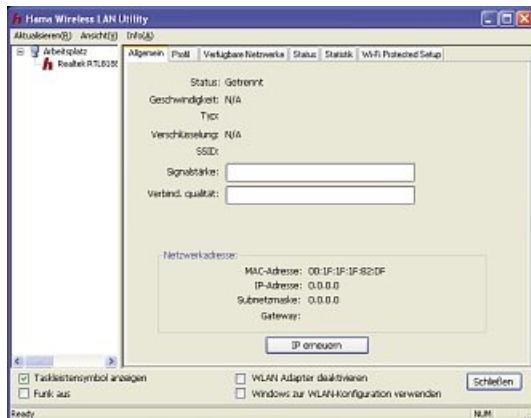 Hama Wireless LAN Utility
Aktualisieren(R) Ansicht(V) Info(A)
Arbeitsplatz
Realtek RTL818
Allgemein Profil Verfügbare Netzwerke Status Statistik Wi-Fi Protected Setup
Status: Getrennt
Geschwindigkeit: N/A
Typ:
Verschlüsselung: N/A
SSID:
Signalstärke:
Verbind. qualität:
Netzwerkadresse:
MAC-Adresse: 00:1F:1F:1F:82:DF
IP-Adresse: 0.0.0.0
Subnetzmaske: 0.0.0.0
Gateway:
IP erneuern
Taskleistensymbol anzeigen
WLAN Adapter deaktivieren
Funk aus
Windows zur WLAN-Konfiguration verwenden
Schließen
Ready NUM